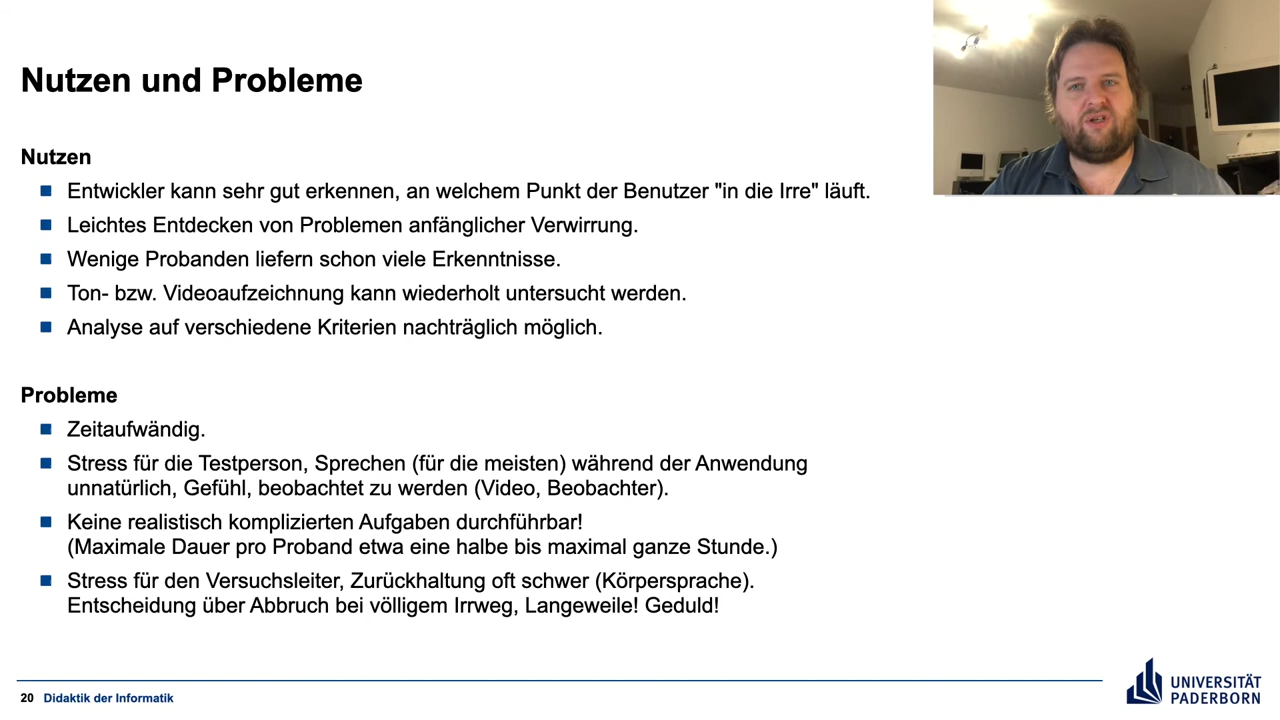 Nutzen und Probleme
Nutzen
Entwickler kann sehr gut erkennen, an welchem Punkt der Benutzer "in die Irre" läuft.
Leichtes Entdecken von Problemen anfänglicher Verwirrung.
Wenige Probanden liefern schon viele Erkenntnisse.
Ton- bzw. Videoaufzeichnung kann wiederholt untersucht werden.
Analyse auf verschiedene Kriterien nachträglich möglich.
Probleme
Zeitaufwändig.
Stress für die Testperson, Sprechen (für die meisten) während der Anwendung
unnatürlich, Gefühl, beobachtet zu werden (Video, Beobachter).
Keine realistisch komplizierten Aufgaben durchführbar!
(Maximale Dauer pro Proband etwa eine halbe bis maximal ganze Stunde.)
Stress für den Versuchsleiter, Zurückhaltung oft schwer (Körpersprache).
Entscheidung über Abbruch bei völligem Irrweg, Langeweile! Geduld!
20 Didaktik der Informatik
UNIVERSITÄT
PADERBORN